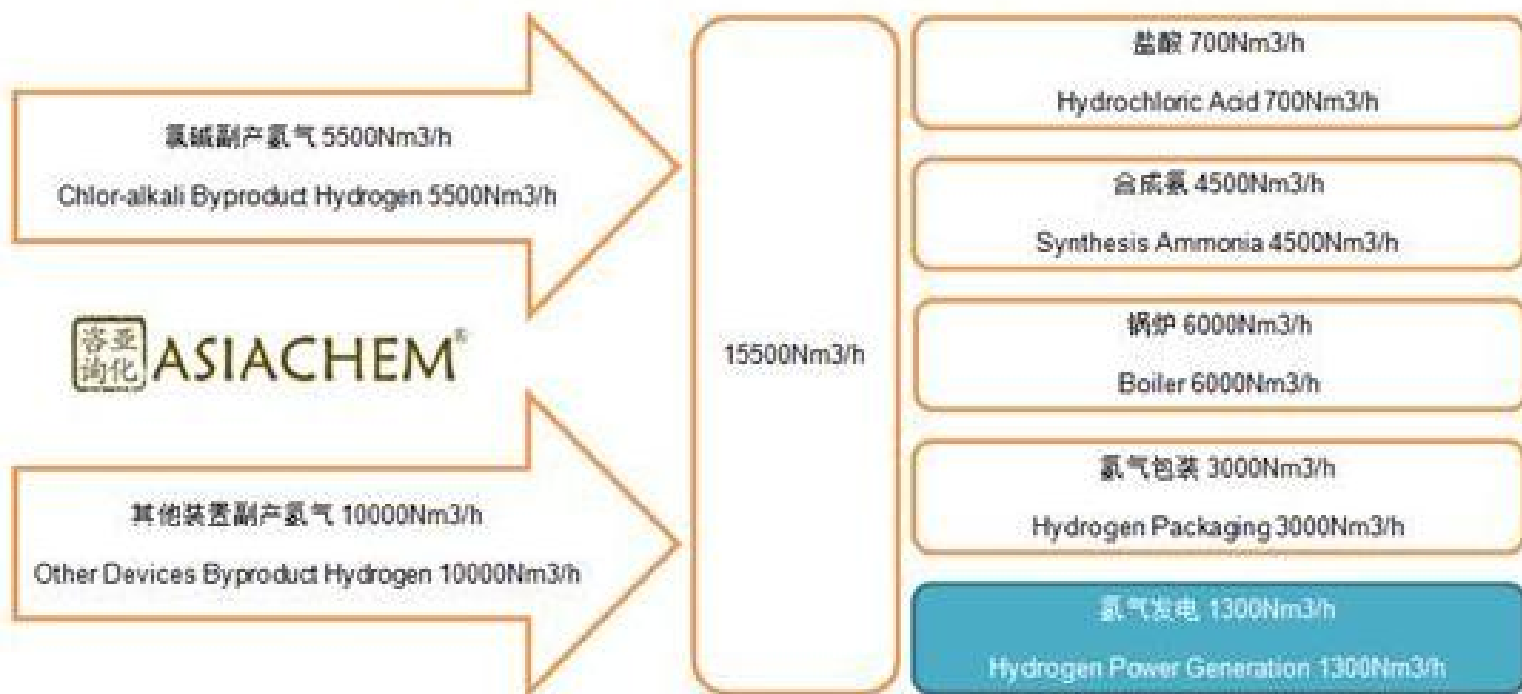 氯碱副产氢气 5500Nm3/h
Chlor-alkali Byproduct Hydrogen 5500Nm3/h
咨亚
询化
ASIACHEM®
其他装置副产氢气 10000Nm3/h
Other Devices Byproduct Hydrogen 10000Nm3/h
15500Nm3/h
盐酸 700Nm3/h
Hydrochloric Acid 700Nm3/h
合成氨 4500Nm3/h
Synthesis Ammonia 4500Nm3/h
锅炉 6000Nm3/h
Boiler 6000Nm3/h
氢气包装 3000Nm3/h
Hydrogen Packaging 3000Nm3/h
氢气发电 1300Nm3/h
Hydrogen Power Generation 1300Nm3/h